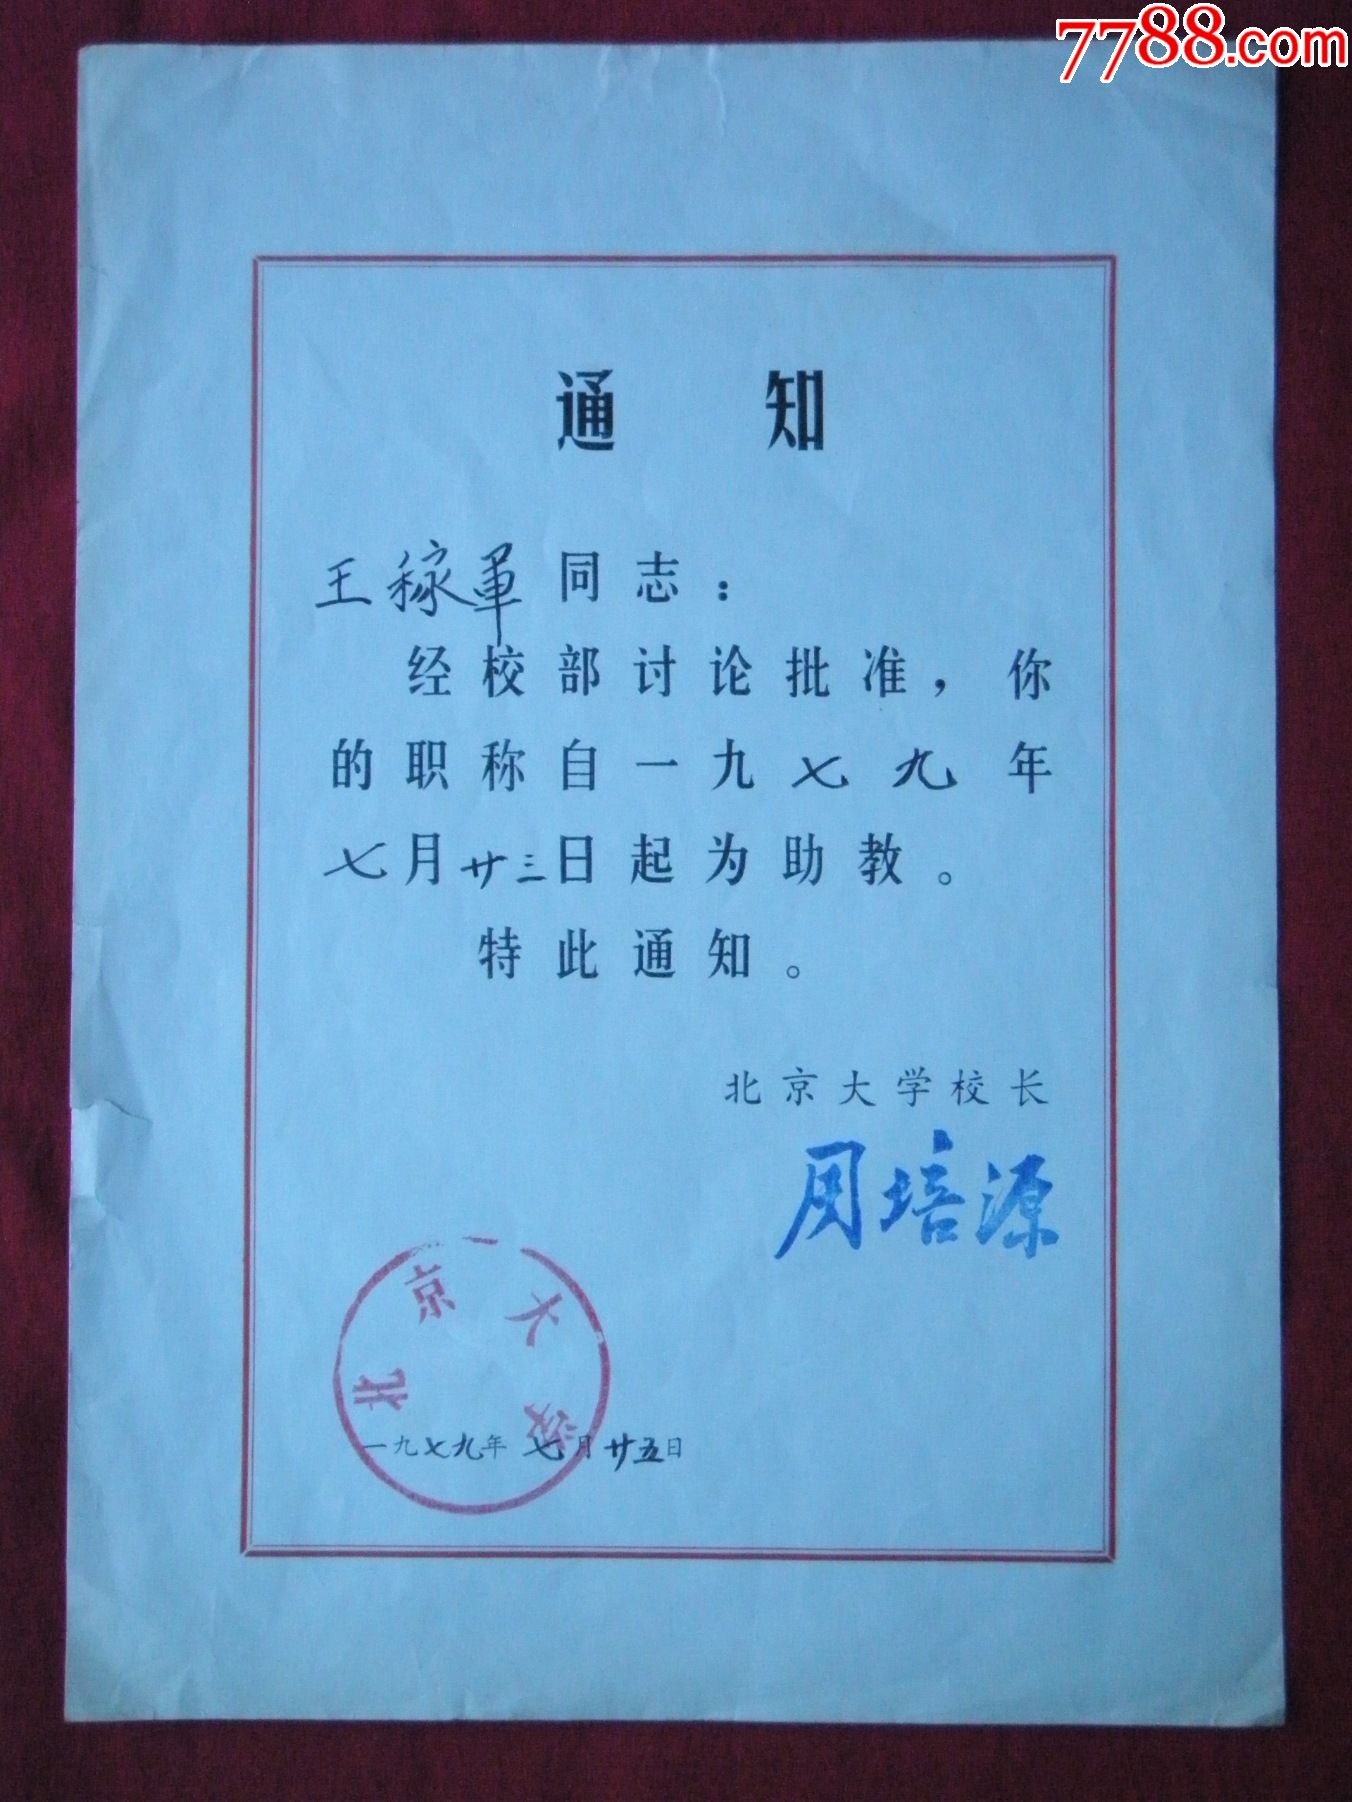 7788.com
通知
王稼軍同志：
经校部讨论批准，你
的职称自一九七九年
七月廿三日起为助教。
特此通知。
北京大学校长
周培源
北京大学
一九七九年七月廿五日